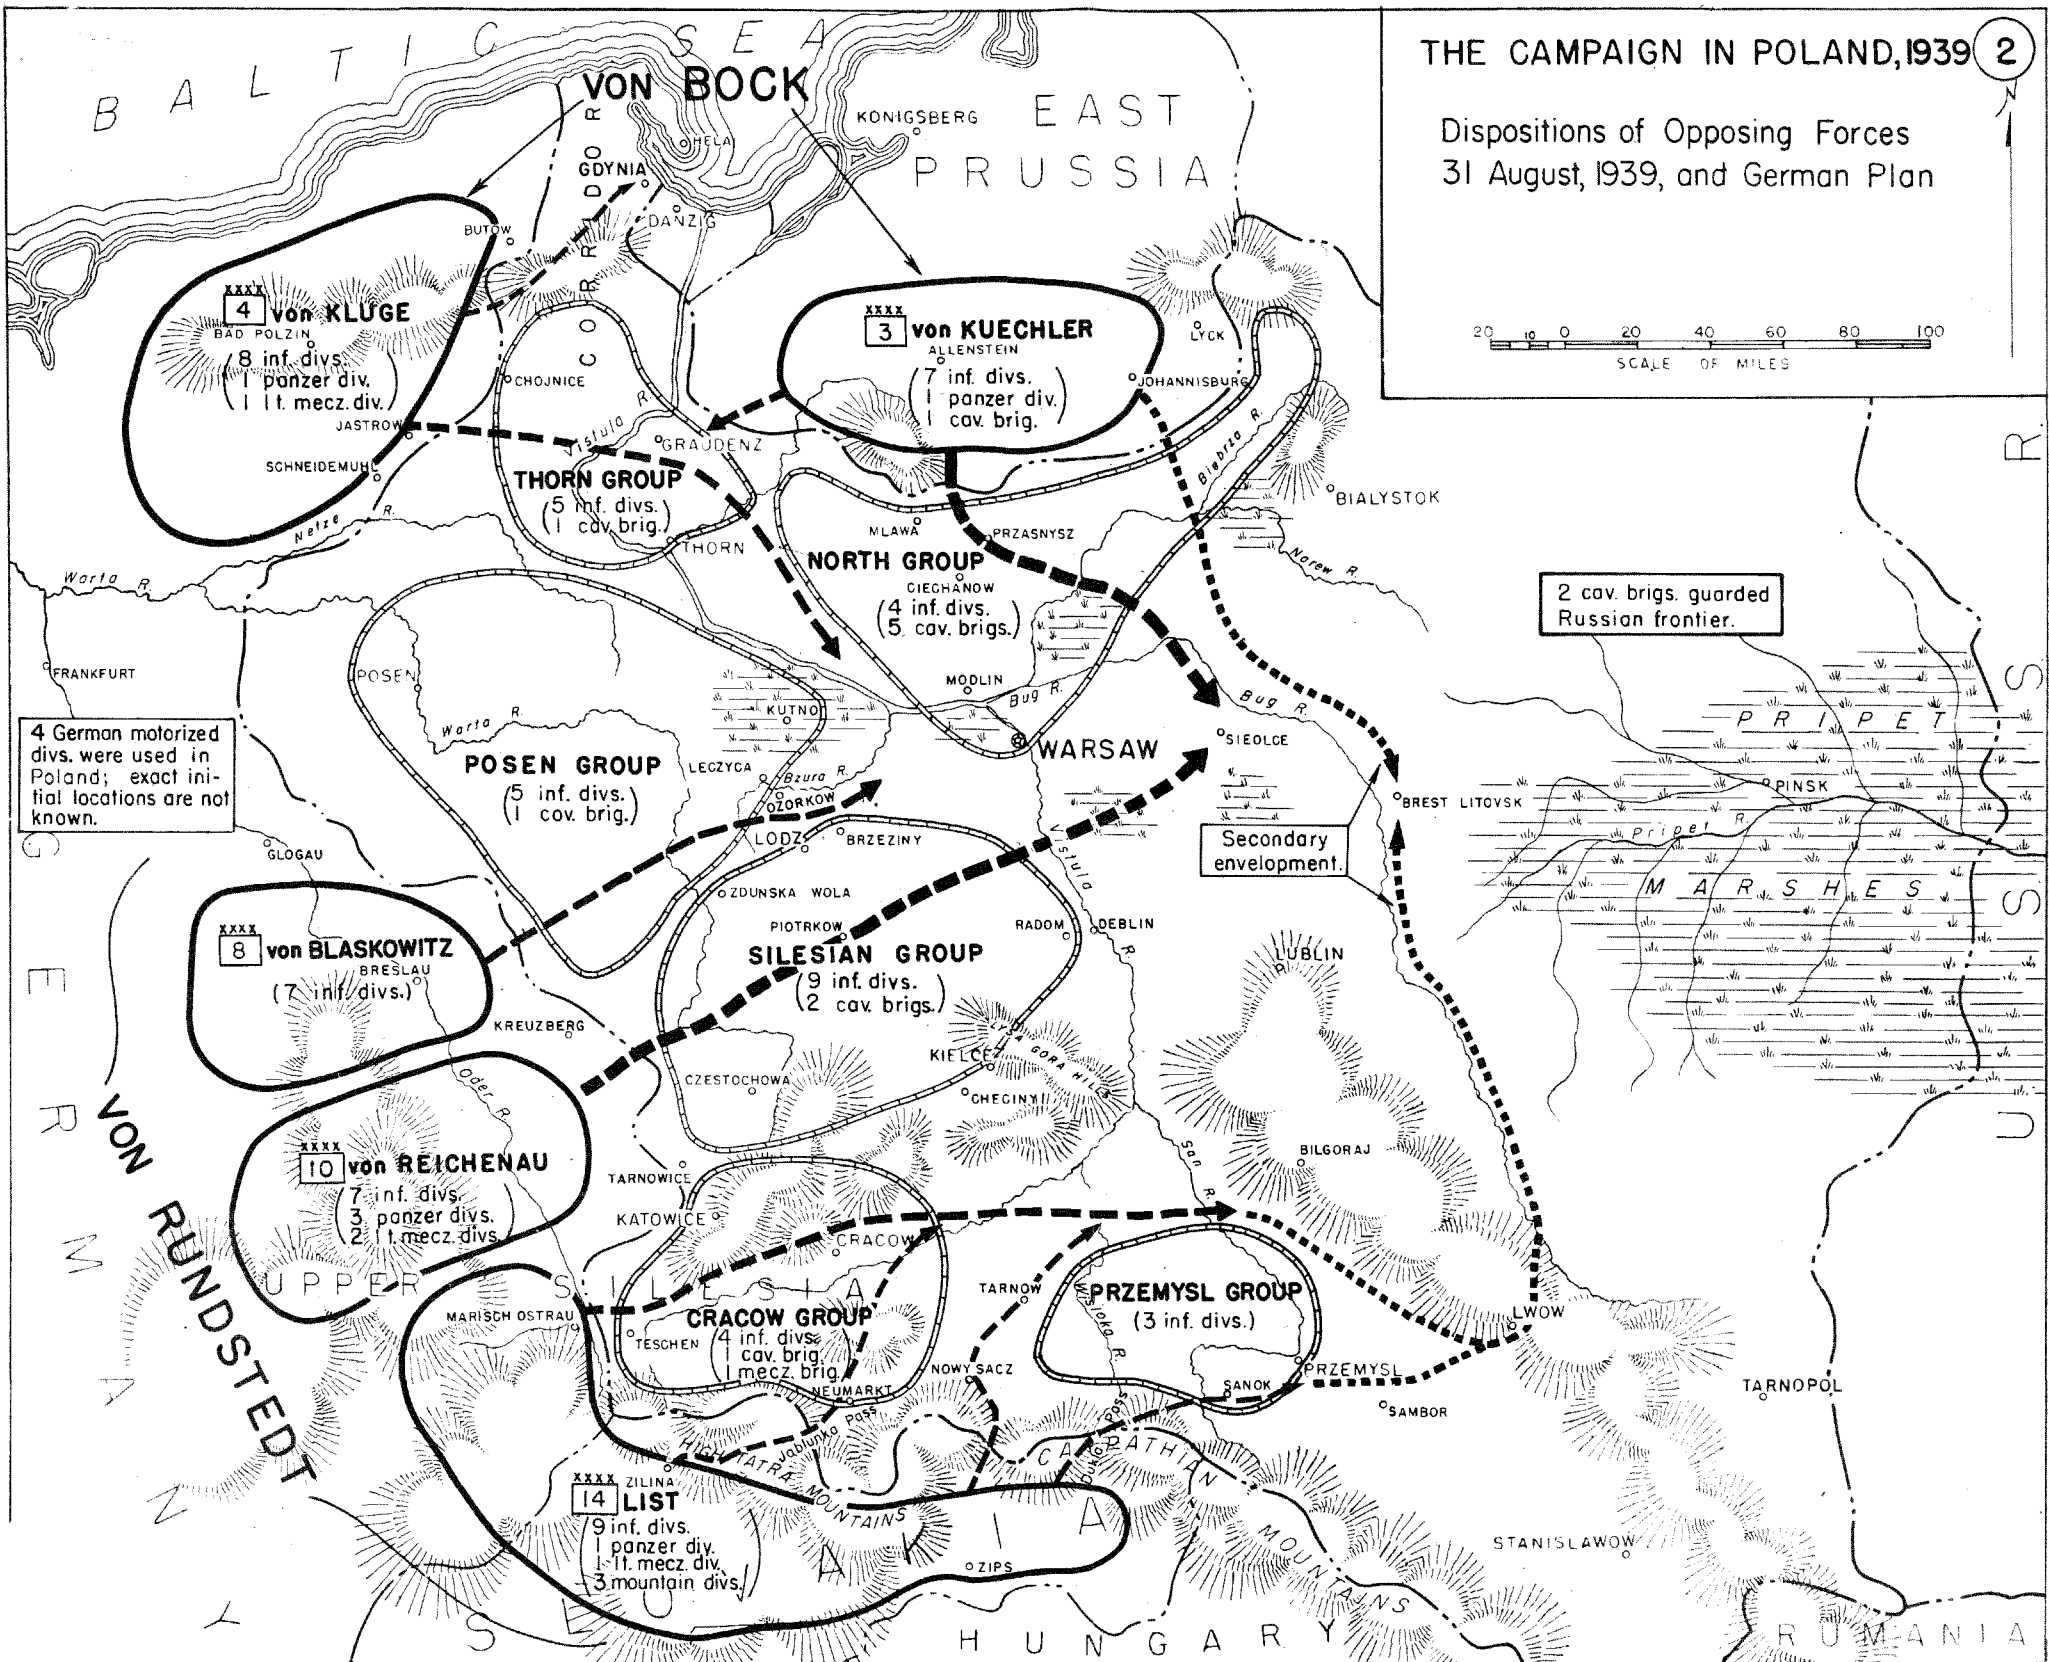 THE CAMPAIGN IN POLAND, 1939 2
Dispositions of Opposing Forces
31 August, 1939, and German Plan
N
20 10 0 20 40 60 80 100
SCALE OF MILES
BALTIC SEA
VON BOCK
EAST
PRUSSIA
KONIGSBERG
HELA
GDYNIA
DANZIG
CORRIDOR
BUTOW
XXXX
4 von KLUGE
BAD POLZIN
(8 inf. divs.
1 panzer div.
1 lt. mecz. div.)
JASTROW
SCHNEIDEMUHL
CHOJNICE
XXXX
3 von KUECHLER
ALLENSTEIN
(7 inf. divs.
1 panzer div.
1 cav. brig.)
LYCK
JOHANNISBURG
Vistula R.
GRAUDENZ
THORN GROUP
(5 inf. divs.
1 cav. brig.)
THORN
Netze R.
Warta R.
Biebrza R.
BIALYSTOK
MLAWA
PRZASNYSZ
NORTH GROUP
CIECHANOW
(4 inf. divs.
5 cav. brigs.)
Narew R.
2 cav. brigs. guarded
Russian frontier.
FRANKFURT
POSEN
MODLIN
Bug R.
Bug R.
KUTNO
Warta R.
WARSAW
SIEDLCE
4 German motorized
divs. were used in
Poland; exact ini-
tial locations are not
known.
POSEN GROUP
(5 inf. divs.
1 cav. brig.)
LECZYCA
Bzura R.
OZORKOW
LODZ
BRZEZINY
BREST LITOVSK
PRIPET
PINSK
Pripet R.
MARSHES
Secondary
envelopment.
GLOGAU
ZDUNSKA WOLA
Vistula R.
XXXX
8 von BLASKOWITZ
BRESLAU
(7 inf. divs.)
PIOTRKOW
RADOM
DEBLIN
SILESIAN GROUP
(9 inf. divs.
2 cav. brigs.)
LUBLIN
KREUZBERG
LYSA GORA HILLS
KIELCE
CHECINY
CZESTOCHOWA
Oder R.
VON RUNDSTEDT
XXXX
10 von REICHENAU
(7 inf. divs.
3 panzer divs.
2 lt. mecz. divs.)
San R.
BILGORAJ
TARNOWICE
KATOWICE
CRACOW
UPPER SILESIA
MARISCH OSTRAU
CRACOW GROUP
(4 inf. divs.
1 cav. brig.
1 mecz. brig.)
TESCHEN
TARNOW
PRZEMYSL GROUP
(3 inf. divs.)
Wisloka R.
LWOW
NOWY SACZ
NEUMARKT
PRZEMYSL
SANOK
SAMBOR
TARNOPOL
Jablunka Pass
Dukla Pass
HIGH TATRA MOUNTAINS
CARPATHIAN MOUNTAINS
ZILINA
XXXX
14 LIST
(9 inf. divs.
1 panzer div.
1 lt. mecz. div.
3 mountain divs.)
ZIPS
STANISLAWOW
GERMANY
HUNGARY
RUMANIA
U S S R.